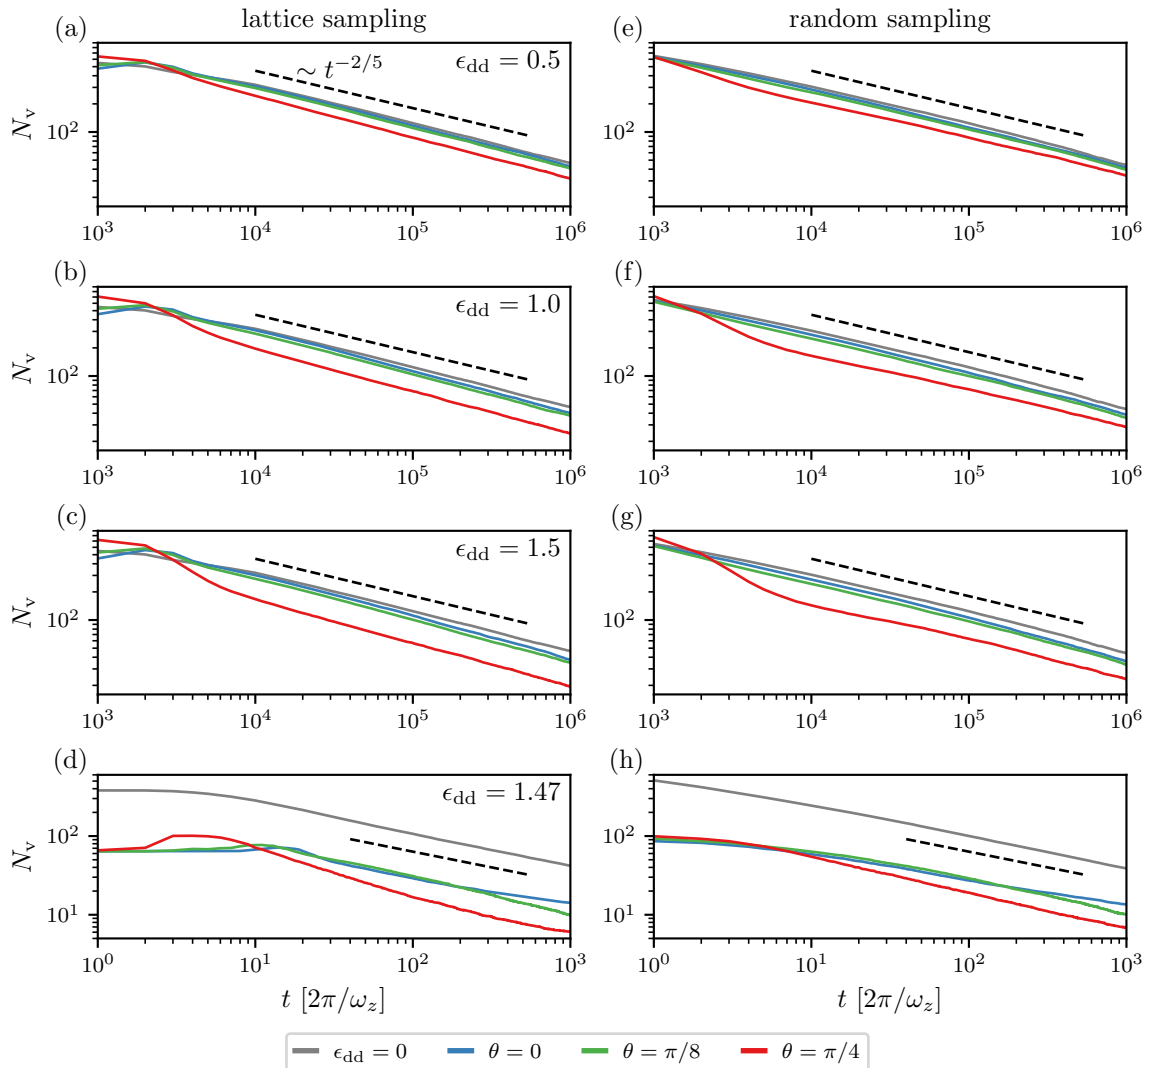 lattice sampling
random sampling
(a)
N_v
10^2
∼ t^{-2/5}
ϵ_dd = 0.5
10^3 10^4 10^5 10^6
(e)
10^2
10^3 10^4 10^5 10^6
(b)
N_v
10^2
ϵ_dd = 1.0
10^3 10^4 10^5 10^6
(f)
10^2
10^3 10^4 10^5 10^6
(c)
N_v
10^2
ϵ_dd = 1.5
10^3 10^4 10^5 10^6
(g)
10^2
10^3 10^4 10^5 10^6
(d)
N_v
10^2
10^1
ϵ_dd = 1.47
10^0 10^1 10^2 10^3
t [2π/ω_z]
(h)
10^2
10^1
10^0 10^1 10^2 10^3
t [2π/ω_z]
ϵ_dd = 0 θ = 0 θ = π/8 θ = π/4